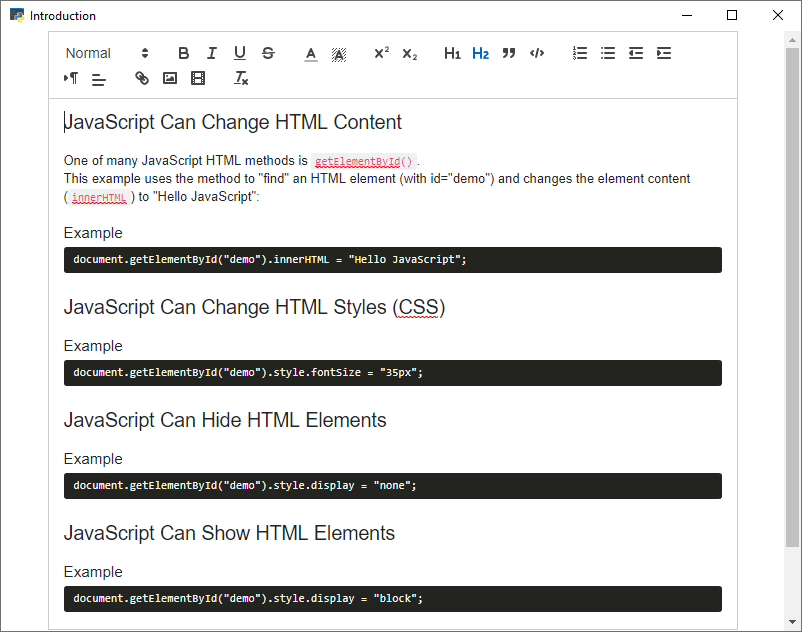 Introduction
Normal B I U S A A X² X₂ H1 H2
JavaScript Can Change HTML Content
One of many JavaScript HTML methods is getElementById().
This example uses the method to "find" an HTML element (with id="demo") and changes the element content
(innerHTML) to "Hello JavaScript":
Example
document.getElementById("demo").innerHTML = "Hello JavaScript";
JavaScript Can Change HTML Styles (CSS)
Example
document.getElementById("demo").style.fontSize = "35px";
JavaScript Can Hide HTML Elements
Example
document.getElementById("demo").style.display = "none";
JavaScript Can Show HTML Elements
Example
document.getElementById("demo").style.display = "block";